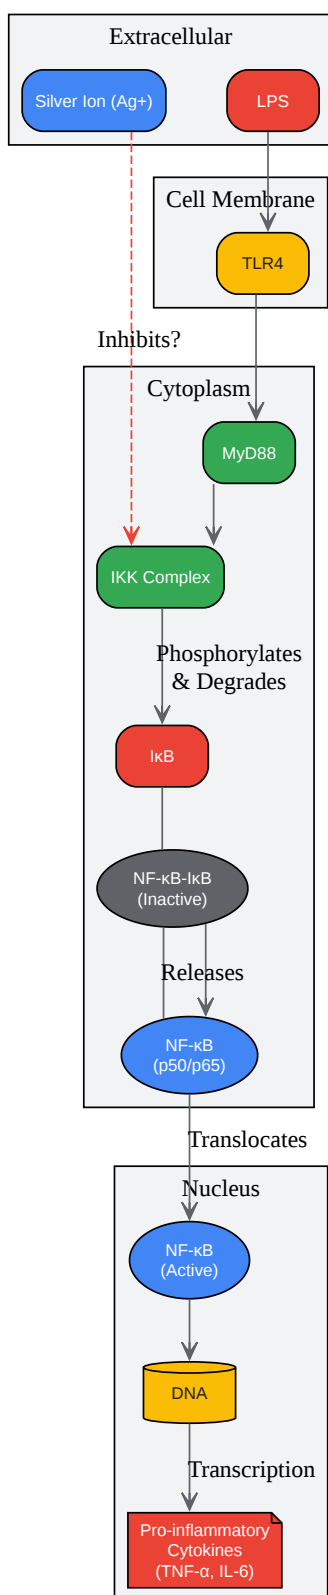 Extracellular
Silver Ion (Ag+)
LPS
Cell Membrane
TLR4
Inhibits?
Cytoplasm
MyD88
IKK Complex
Phosphorylates
& Degrades
IκB
NF-κB-IκB
(Inactive)
Releases
NF-κB
(p50/p65)
Translocates
Nucleus
NF-κB
(Active)
DNA
Transcription
Pro-inflammatory
Cytokines
(TNF-α, IL-6)